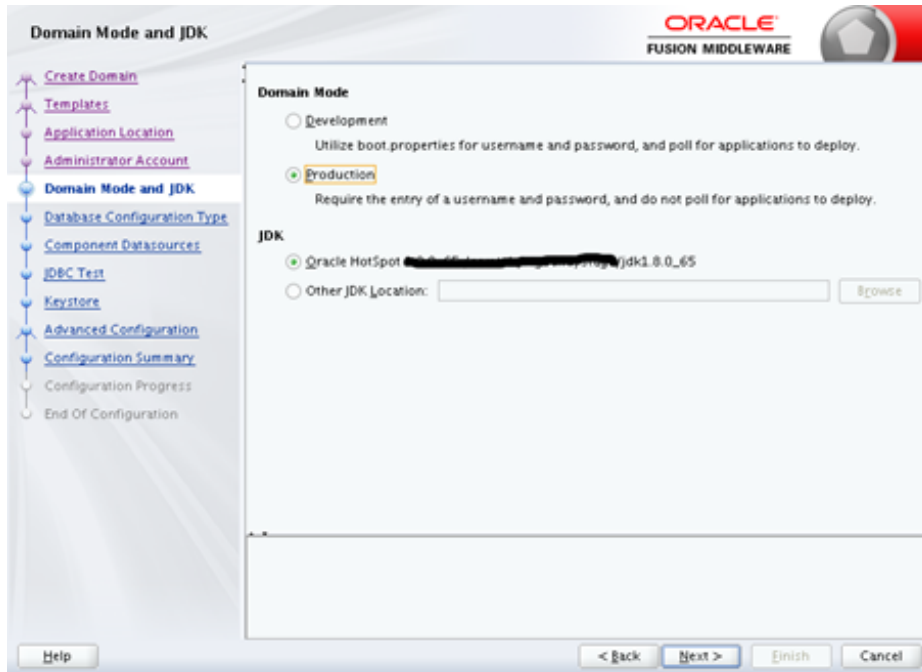 Domain Mode and JDK
ORACLE
FUSION MIDDLEWARE
Create Domain
Templates
Application Location
Administrator Account
Domain Mode and JDK
Database Configuration Type
Component Datasources
JDBC Test
Keystore
Advanced Configuration
Configuration Summary
Configuration Progress
End Of Configuration
Domain Mode
Development
Utilize boot.properties for username and password, and poll for applications to deploy.
Production
Require the entry of a username and password, and do not poll for applications to deploy.
JDK
Oracle HotSpot /jdk1.8.0_65
Other JDK Location:
Browse
Help
< Back
Next >
Finish
Cancel